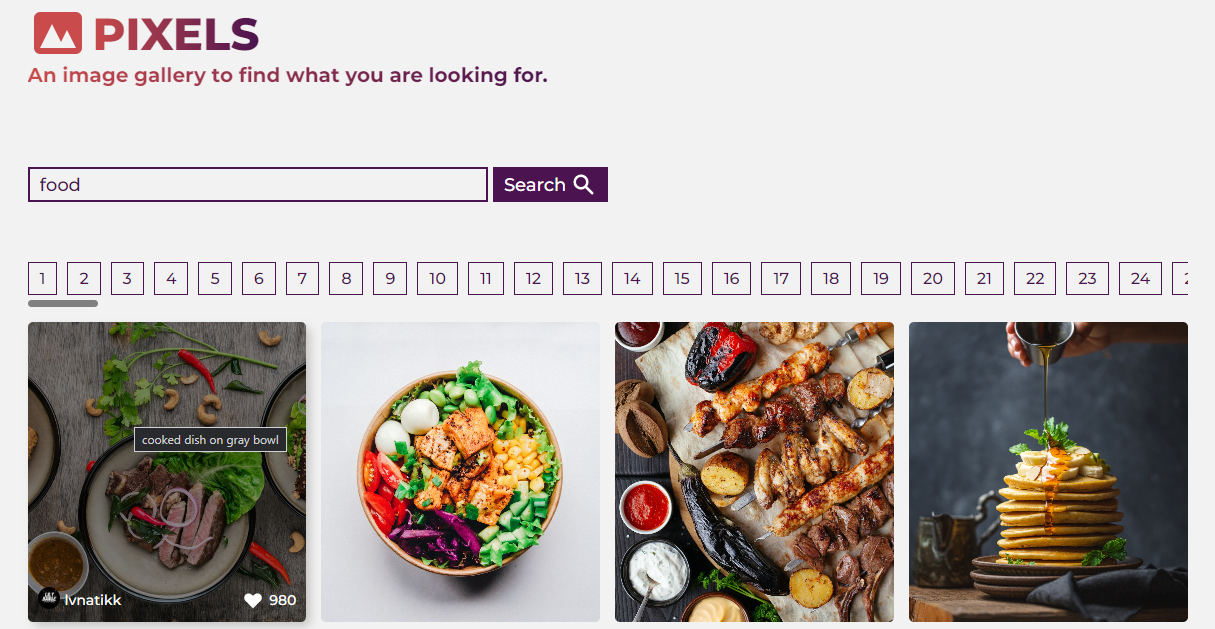 PIXELS
An image gallery to find what you are looking for.
food
Search
1 2 3 4 5 6 7 8 9 10 11 12 13 14 15 16 17 18 19 20 21 22 23 24
cooked dish on gray bowl
lvnatikk 980